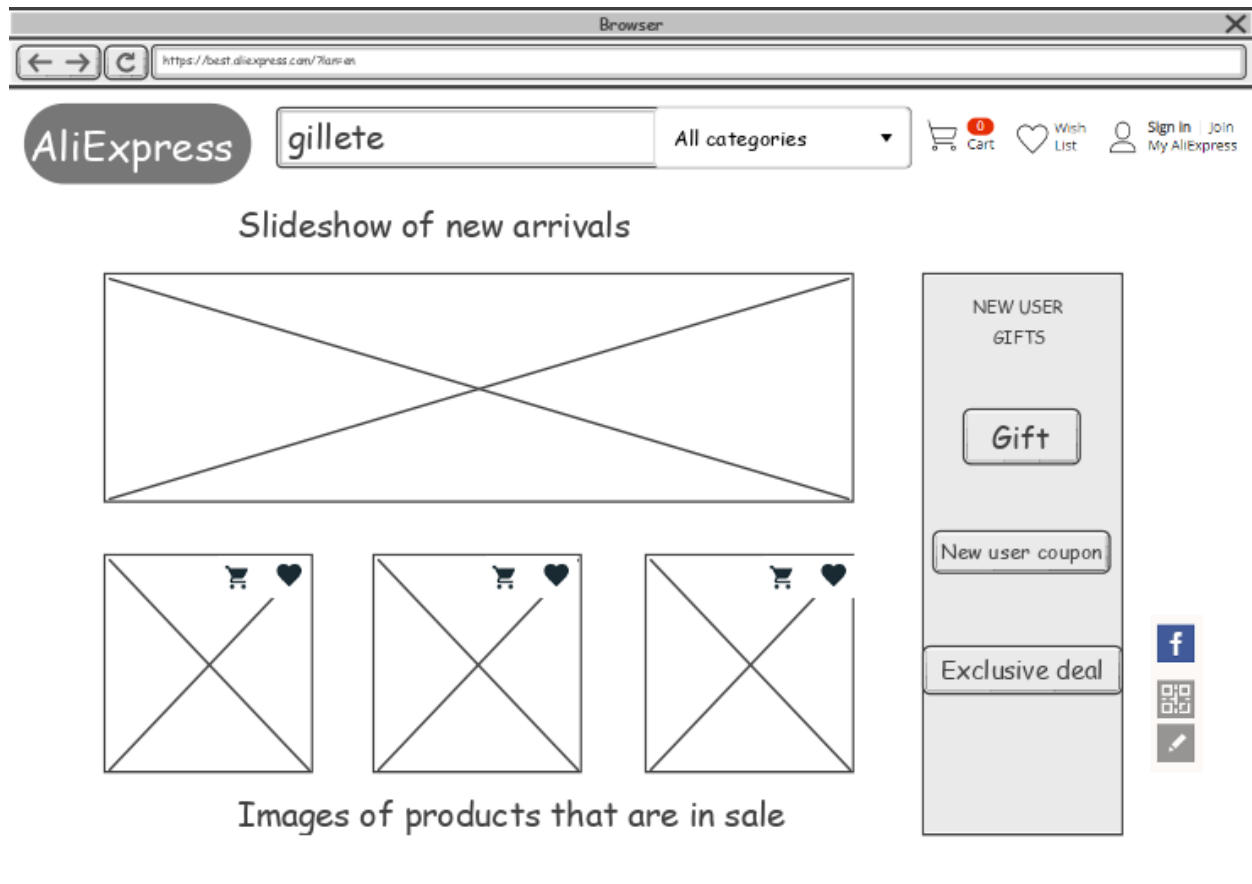 Browser
https://best.aliexpress.com/?lan=en
AliExpress
gillete
All categories
0
Cart
Wish
List
Sign in | Join
My AliExpress
Slideshow of new arrivals
NEW USER
GIFTS
Gift
New user coupon
Exclusive deal
f
Images of products that are in sale